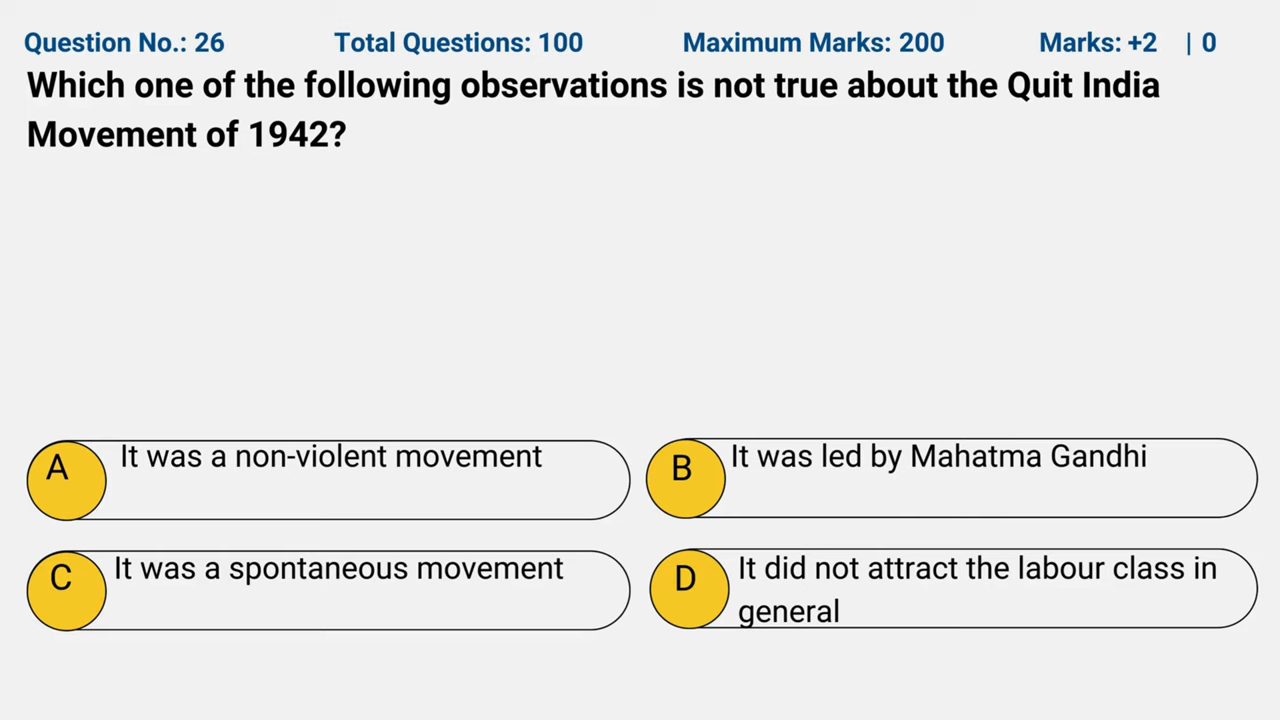 Question No.: 26 Total Questions: 100 Maximum Marks: 200 Marks: +2 | 0
Which one of the following observations is not true about the Quit India
Movement of 1942?
A It was a non-violent movement
B It was led by Mahatma Gandhi
C It was a spontaneous movement
D It did not attract the labour class in
general